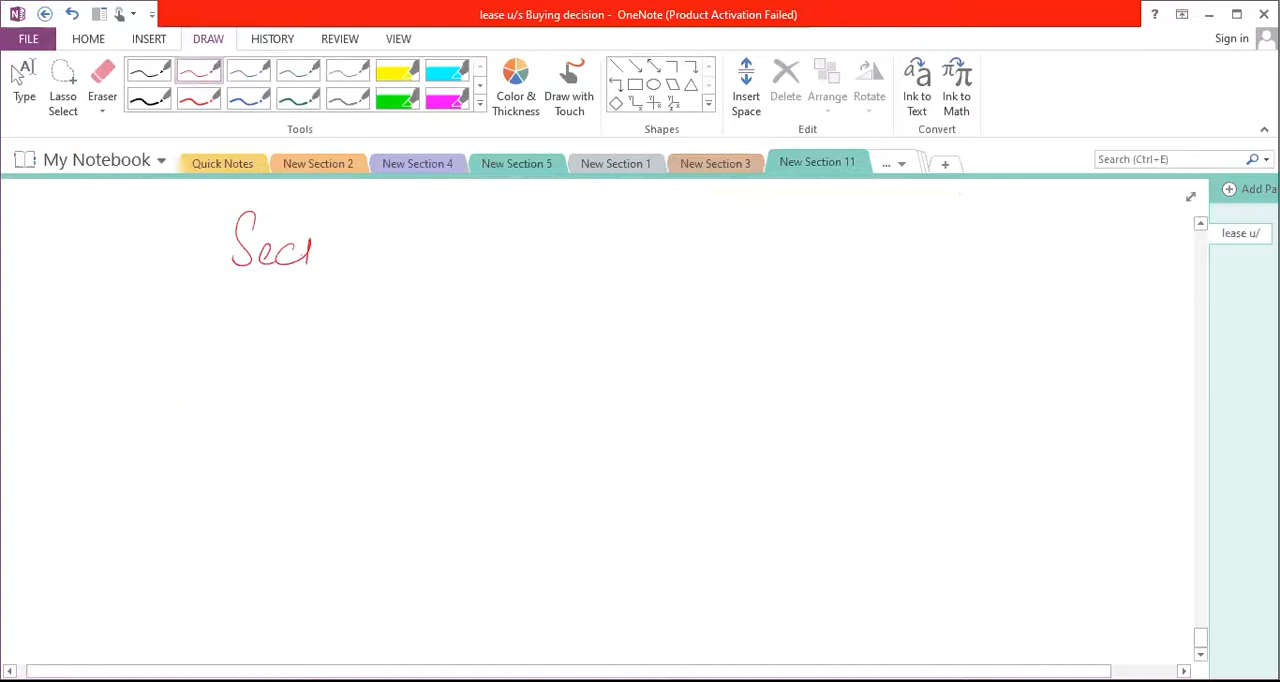 lease u/s Buying decision - OneNote (Product Activation Failed)
?
FILE HOME INSERT DRAW HISTORY REVIEW VIEW
Sign in
Type
Lasso Select
Eraser
Color & Thickness
Draw with Touch
Insert Space
Delete
Arrange
Rotate
Ink to Text
Ink to Math
Tools
Shapes
Edit
Convert
My Notebook
Quick Notes
New Section 2
New Section 4
New Section 5
New Section 1
New Section 3
New Section 11
...
Search (Ctrl+E)
Add Pa
lease u/